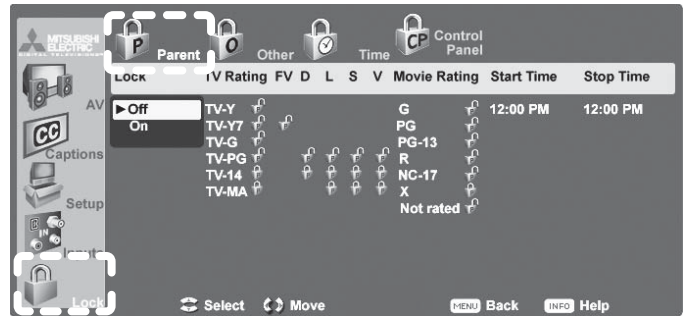 MITSUBISHI
ELECTRIC
DIGITAL TELEVISION
P Parent
O Other
Time
CP Control
Panel
Lock TV Rating FV D L S V Movie Rating Start Time Stop Time
AV
►Off TV-Y G 12:00 PM 12:00 PM
On TV-Y7 PG
TV-G PG-13
CC TV-PG R
Captions TV-14 NC-17
TV-MA X
Setup Not rated
IN
Inputs
Lock
Select Move MENU Back INFO Help